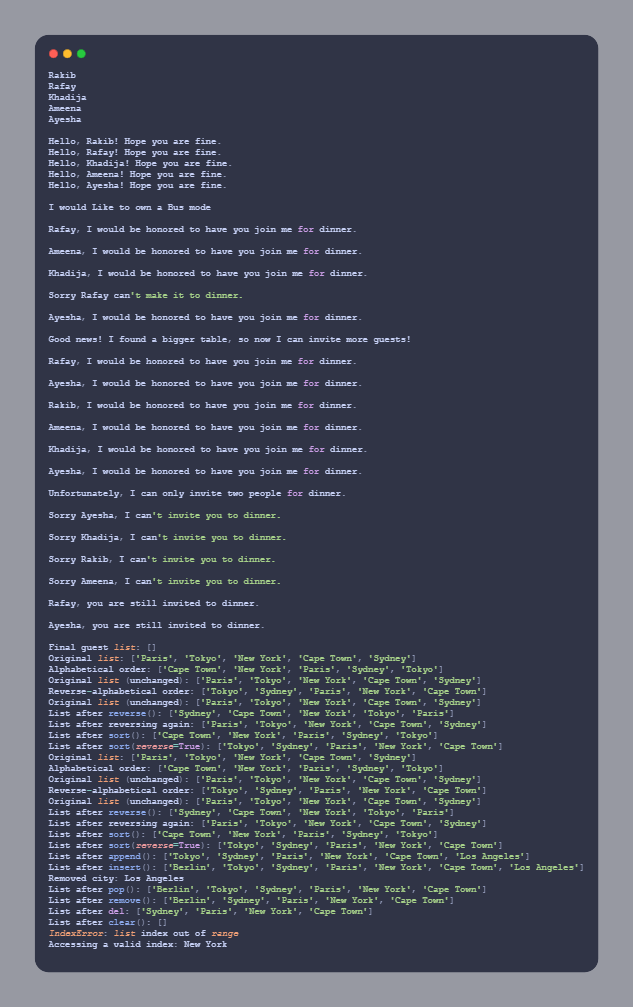 Rakib
Rafay
Khadija
Ameena
Ayesha
Hello, Rakib! Hope you are fine.
Hello, Rafay! Hope you are fine.
Hello, Khadija! Hope you are fine.
Hello, Ameena! Hope you are fine.
Hello, Ayesha! Hope you are fine.
I would Like to own a Bus mode
Rafay, I would be honored to have you join me for dinner.
Ameena, I would be honored to have you join me for dinner.
Khadija, I would be honored to have you join me for dinner.
Sorry Rafay can't make it to dinner.
Ayesha, I would be honored to have you join me for dinner.
Good news! I found a bigger table, so now I can invite more guests!
Rafay, I would be honored to have you join me for dinner.
Ayesha, I would be honored to have you join me for dinner.
Rakib, I would be honored to have you join me for dinner.
Ameena, I would be honored to have you join me for dinner.
Khadija, I would be honored to have you join me for dinner.
Ayesha, I would be honored to have you join me for dinner.
Unfortunately, I can only invite two people for dinner.
Sorry Ayesha, I can't invite you to dinner.
Sorry Khadija, I can't invite you to dinner.
Sorry Rakib, I can't invite you to dinner.
Sorry Ameena, I can't invite you to dinner.
Rafay, you are still invited to dinner.
Ayesha, you are still invited to dinner.
Final guest list: []
Original list: ['Paris', 'Tokyo', 'New York', 'Cape Town', 'Sydney']
Alphabetical order: ['Cape Town', 'New York', 'Paris', 'Sydney', 'Tokyo']
Original list (unchanged): ['Paris', 'Tokyo', 'New York', 'Cape Town', 'Sydney']
Reverse-alphabetical order: ['Tokyo', 'Sydney', 'Paris', 'New York', 'Cape Town']
Original list (unchanged): ['Paris', 'Tokyo', 'New York', 'Cape Town', 'Sydney']
List after reverse(): ['Sydney', 'Cape Town', 'New York', 'Tokyo', 'Paris']
List after reversing again: ['Paris', 'Tokyo', 'New York', 'Cape Town', 'Sydney']
List after sort(): ['Cape Town', 'New York', 'Paris', 'Sydney', 'Tokyo']
List after sort(reverse=True): ['Tokyo', 'Sydney', 'Paris', 'New York', 'Cape Town']
Original list: ['Paris', 'Tokyo', 'New York', 'Cape Town', 'Sydney']
Alphabetical order: ['Cape Town', 'New York', 'Paris', 'Sydney', 'Tokyo']
Original list (unchanged): ['Paris', 'Tokyo', 'New York', 'Cape Town', 'Sydney']
Reverse-alphabetical order: ['Tokyo', 'Sydney', 'Paris', 'New York', 'Cape Town']
Original list (unchanged): ['Paris', 'Tokyo', 'New York', 'Cape Town', 'Sydney']
List after reverse(): ['Sydney', 'Cape Town', 'New York', 'Tokyo', 'Paris']
List after reversing again: ['Paris', 'Tokyo', 'New York', 'Cape Town', 'Sydney']
List after sort(): ['Cape Town', 'New York', 'Paris', 'Sydney', 'Tokyo']
List after sort(reverse=True): ['Tokyo', 'Sydney', 'Paris', 'New York', 'Cape Town']
List after append(): ['Tokyo', 'Sydney', 'Paris', 'New York', 'Cape Town', 'Los Angeles']
List after insert(): ['Berlin', 'Tokyo', 'Sydney', 'Paris', 'New York', 'Cape Town', 'Los Angeles']
Removed city: Los Angeles
List after pop(): ['Berlin', 'Tokyo', 'Sydney', 'Paris', 'New York', 'Cape Town']
List after remove(): ['Berlin', 'Sydney', 'Paris', 'New York', 'Cape Town']
List after del: ['Sydney', 'Paris', 'New York', 'Cape Town']
List after clear(): []
IndexError: list index out of range
Accessing a valid index: New York